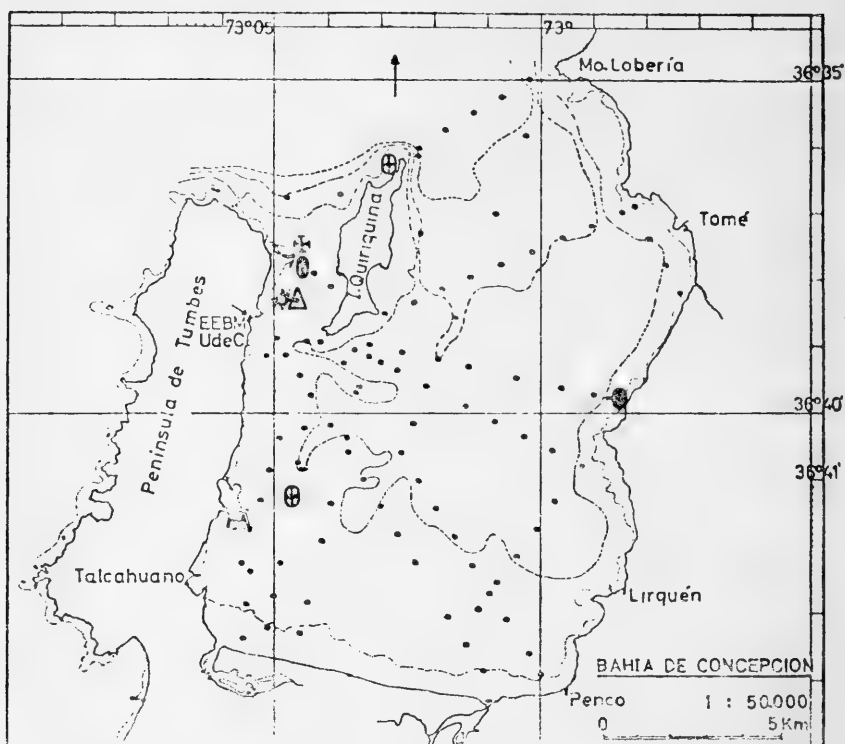 73°05'
73°
Mo. Lobería
36°35'
I. Quiriquina
Tomé
Península de Tumbes
EEBM
UdeC.
36°40'
36°41'
Talcahuano
Lirquén
BAHIA DE CONCEPCION
Penco
1 : 50.000
0 5 Km